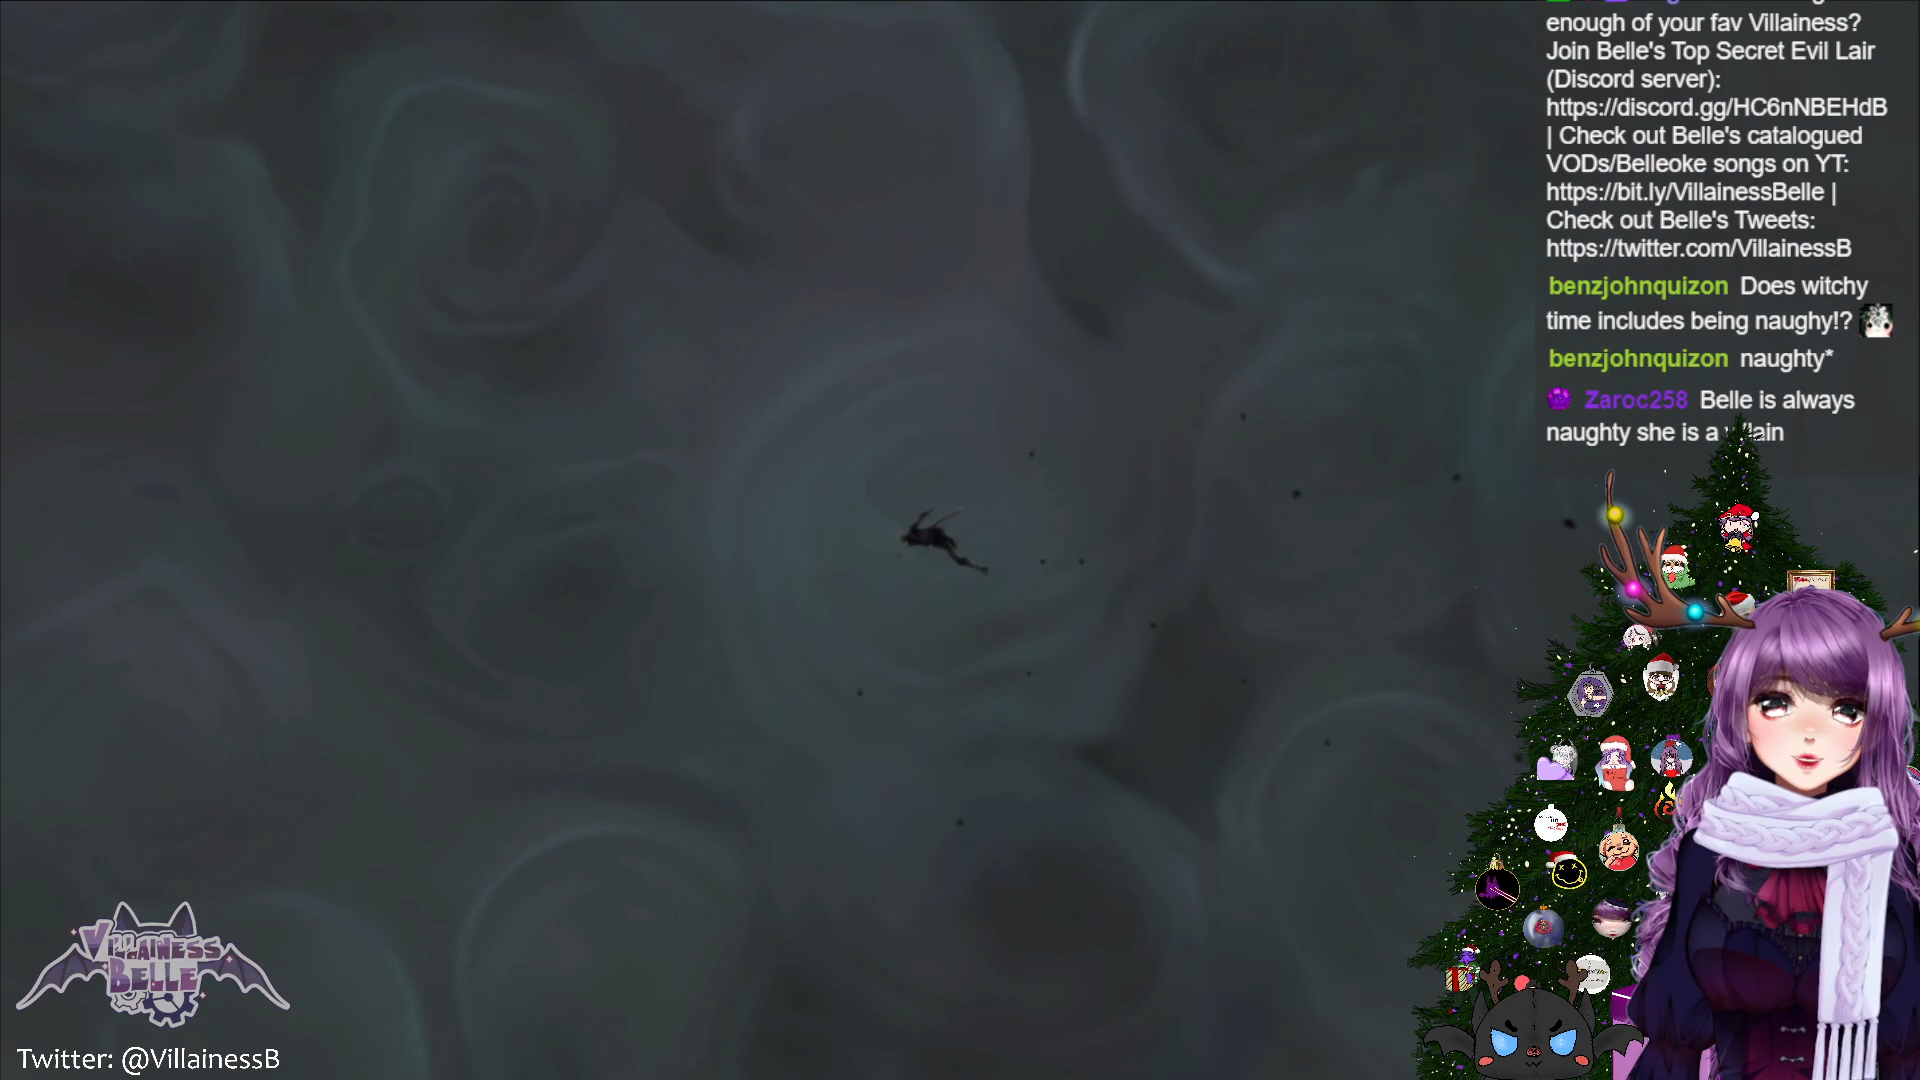 enough of your fav Villainess?
Join Belle's Top Secret Evil Lair
(Discord server):
https://discord.gg/HC6nNBEHdB
| Check out Belle's catalogued
VODs/Belleoke songs on YT:
https://bit.ly/VillainessBelle |
Check out Belle's Tweets:
https://twitter.com/VillainessB
benzjohnquizon Does witchy
time includes being naughy!?
benzjohnquizon naughty*
Zaroc258 Belle is always
naughty she is a
VILLAINESS
BELLE
Twitter: @VillainessB